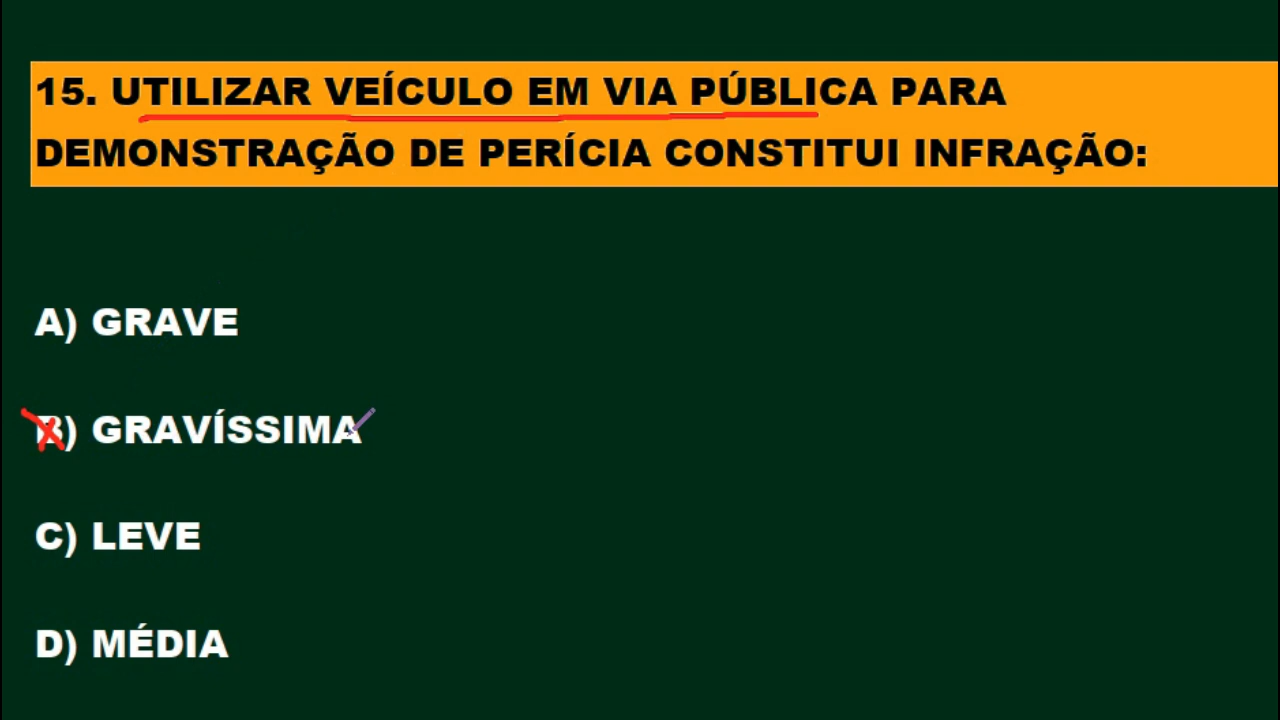 15. UTILIZAR VEÍCULO EM VIA PÚBLICA PARA
DEMONSTRAÇÃO DE PERÍCIA CONSTITUI INFRAÇÃO:
A) GRAVE
B) GRAVÍSSIMA
C) LEVE
D) MÉDIA